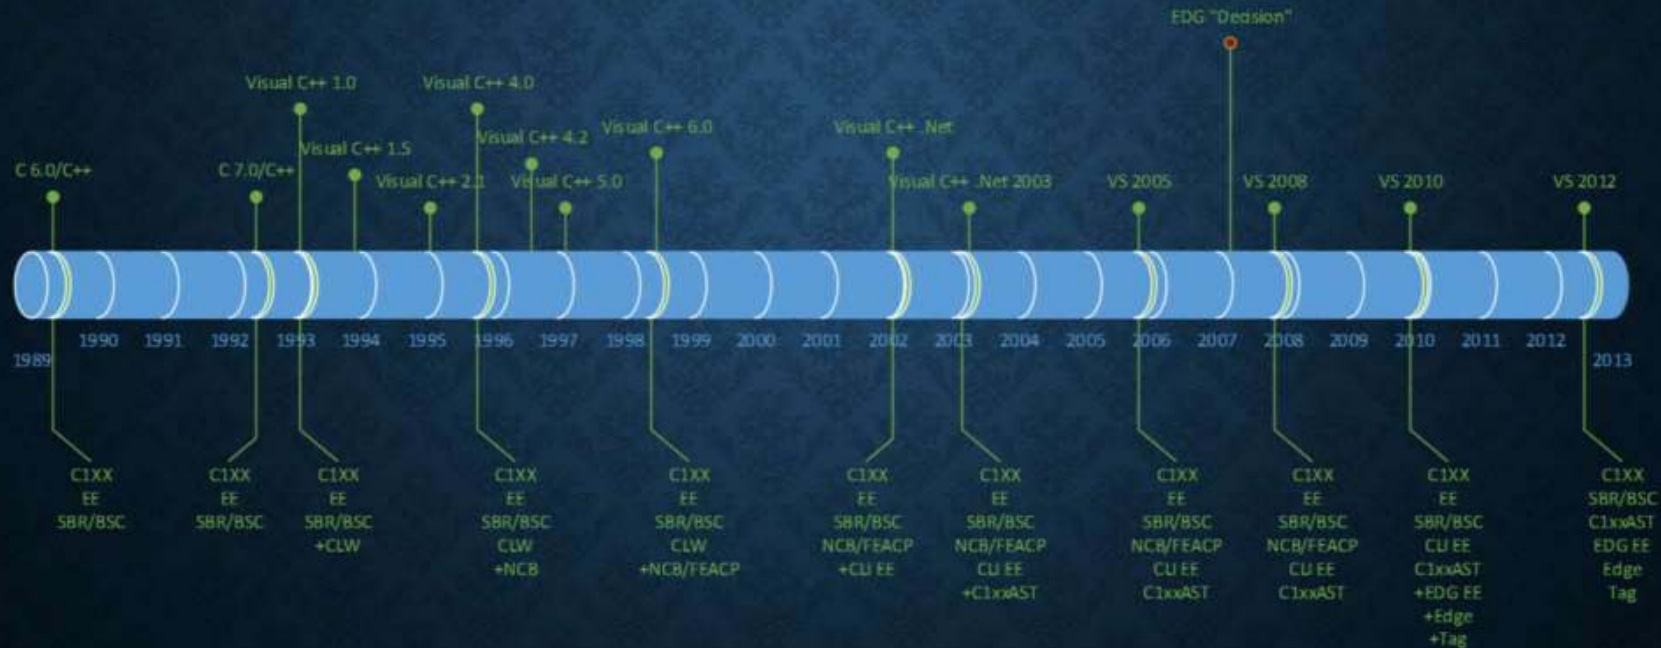 EDG "Decision"
Visual C++ 1.0
Visual C++ 4.0
Visual C++ 1.5
Visual C++ 4.2
Visual C++ 6.0
Visual C++ .Net
C 6.0/C++
C 7.0/C++
Visual C++ 2.1
Visual C++ 5.0
Visual C++ .Net 2003
VS 2005
VS 2008
VS 2010
VS 2012
1989
1990
1991
1992
1993
1994
1995
1996
1997
1998
1999
2000
2001
2002
2003
2004
2005
2006
2007
2008
2009
2010
2011
2012
2013
C1XX
EE
SBR/BSC
C1XX
EE
SBR/BSC
C1XX
EE
SBR/BSC
+CLW
C1XX
EE
SBR/BSC
CLW
+NCB
C1XX
EE
SBR/BSC
CLW
+NCB/FEACP
C1XX
EE
SBR/BSC
NCB/FEACP
+CLI EE
C1XX
EE
SBR/BSC
NCB/FEACP
CLI EE
+C1xxAST
C1XX
EE
SBR/BSC
NCB/FEACP
CLI EE
C1xxAST
C1XX
EE
SBR/BSC
NCB/FEACP
CLI EE
C1xxAST
C1XX
EE
SBR/BSC
CLI EE
C1xxAST
+EDG EE
+Edge
+Tag
C1XX
SBR/BSC
C1xxAST
EDG EE
Edge
Tag